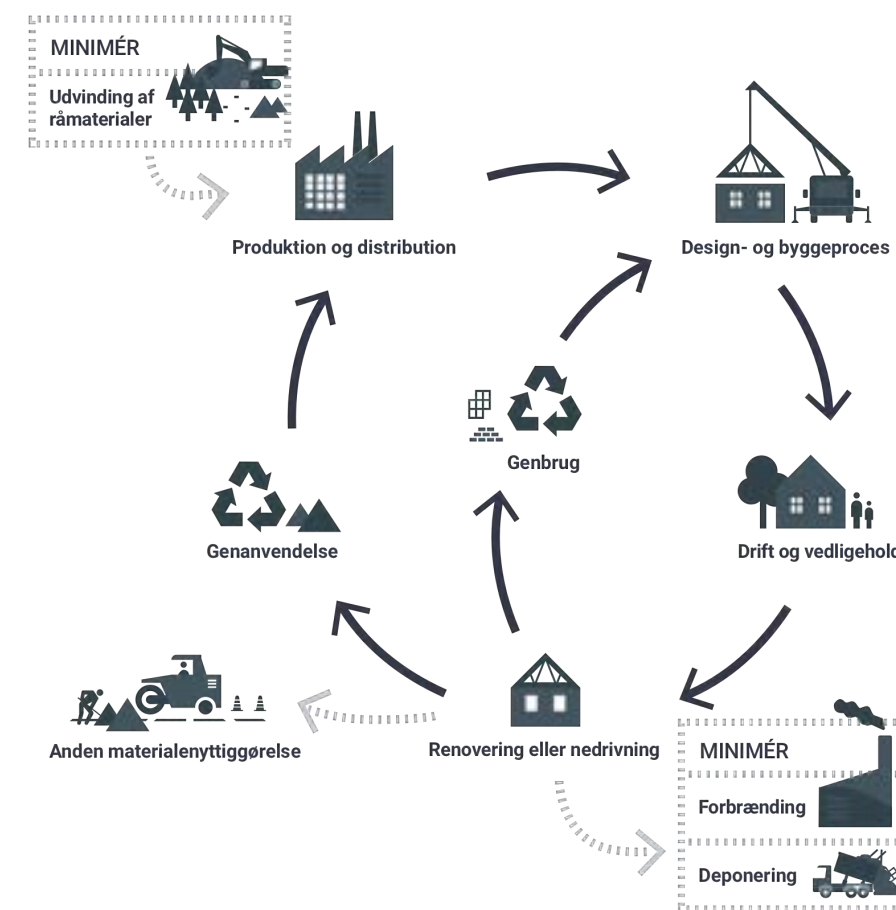 MINIMÉR
Udvinding af
råmaterialer
Produktion og distribution
Design- og byggeproces
Genbrug
Genanvendelse
Drift og vedligehold
Anden materialenyttiggørelse
Renovering eller nedrivning
MINIMÉR
Forbrænding
Deponering